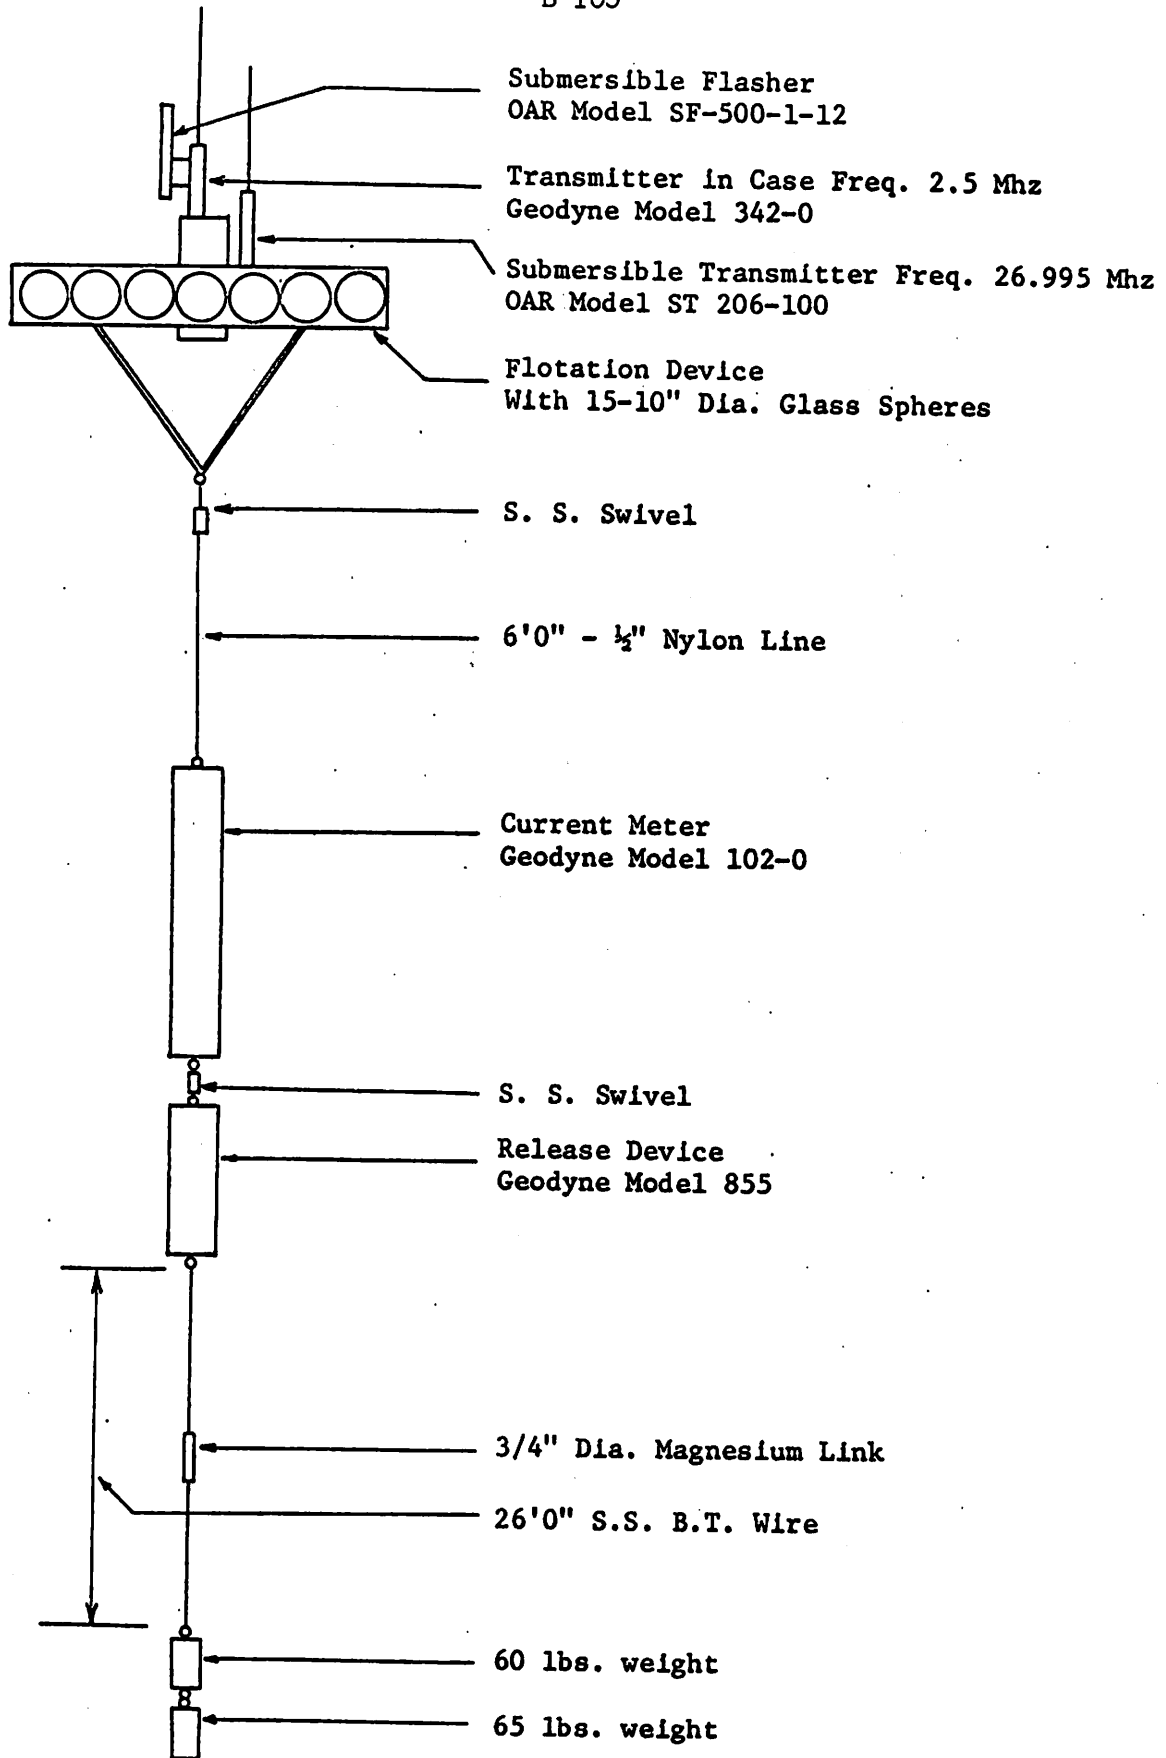 Submersible Flasher
OAR Model SF-500-1-12
Transmitter in Case Freq. 2.5 Mhz
Geodyne Model 342-0
Submersible Transmitter Freq. 26.995 Mhz
OAR Model ST 206-100
Flotation Device
With 15-10" Dia. Glass Spheres
S. S. Swivel
6'0" - ½" Nylon Line
Current Meter
Geodyne Model 102-0
S. S. Swivel
Release Device
Geodyne Model 855
3/4" Dia. Magnesium Link
26'0" S.S. B.T. Wire
60 lbs. weight
65 lbs. weight